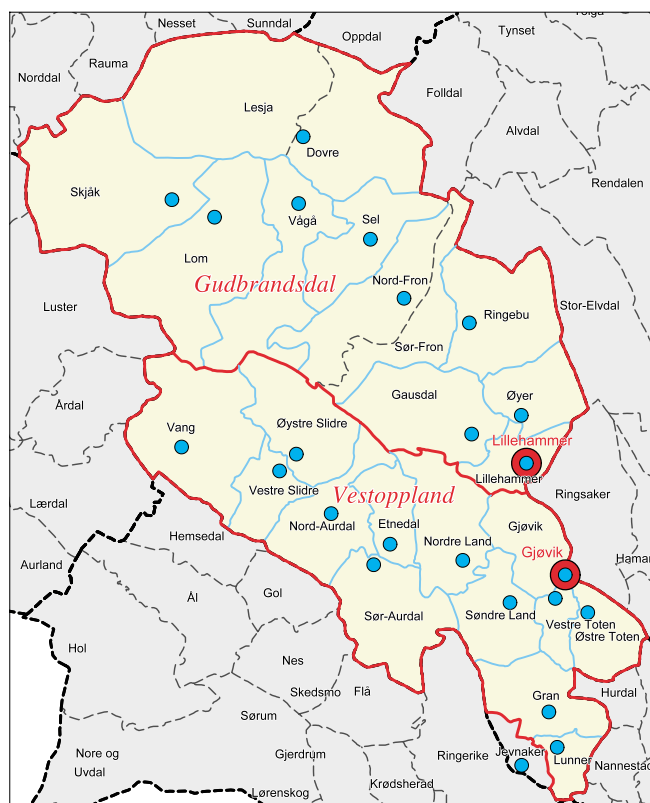 Nesset
Sunndal
Oppdal
Tynset
Rauma
Norddal
Folldal
Lesja
Alvdal
Dovre
Rendalen
Skjåk
Vågå
Sel
Lom
Gudbrandsdal
Nord-Fron
Stor-Elvdal
Luster
Ringebu
Sør-Fron
Gausdal
Øyer
Årdal
Vang
Øystre Slidre
Lillehammer
Lillehammer
Vestre Slidre
Vestoppland
Ringsaker
Lærdal
Nord-Aurdal
Etnedal
Gjøvik
Hemsedal
Nordre Land
Gjøvik
Aurland
Hamar
Ål
Gol
Sør-Aurdal
Søndre Land
Vestre Toten
Østre Toten
Hol
Nes
Skedsmo
Flå
Gran
Hurdal
Sørum
Nore og
Uvdal
Gjerdrum
Ringerike
Jevnaker
Lunner
Nannestad
Lørenskog
Krødsherad